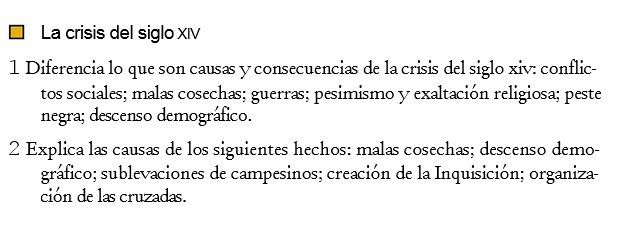 La crisis del siglo XIV
1 Diferencia lo que son causas y consecuencias de la crisis del siglo xiv: conflic-
tos sociales; malas cosechas; guerras; pesimismo y exaltación religiosa; peste
negra; descenso demográfico.
2 Explica las causas de los siguientes hechos: malas cosechas; descenso demo-
gráfico; sublevaciones de campesinos; creación de la Inquisición; organiza-
ción de las cruzadas.